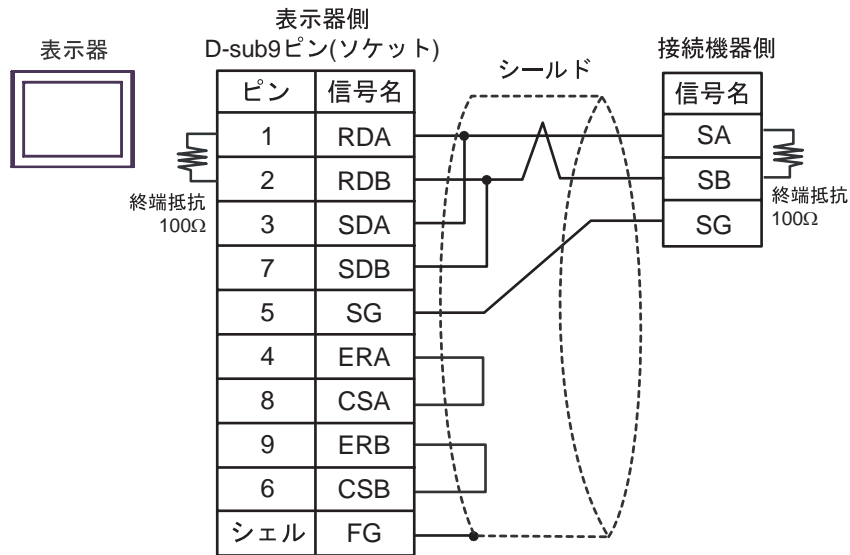 表示器
表示器側
D-sub9ピン(ソケット)
シールド
接続機器側
ピン 信号名
1 RDA
2 RDB
3 SDA
7 SDB
5 SG
4 ERA
8 CSA
9 ERB
6 CSB
シェル FG
終端抵抗
100Ω
信号名
SA
SB
SG
終端抵抗
100Ω